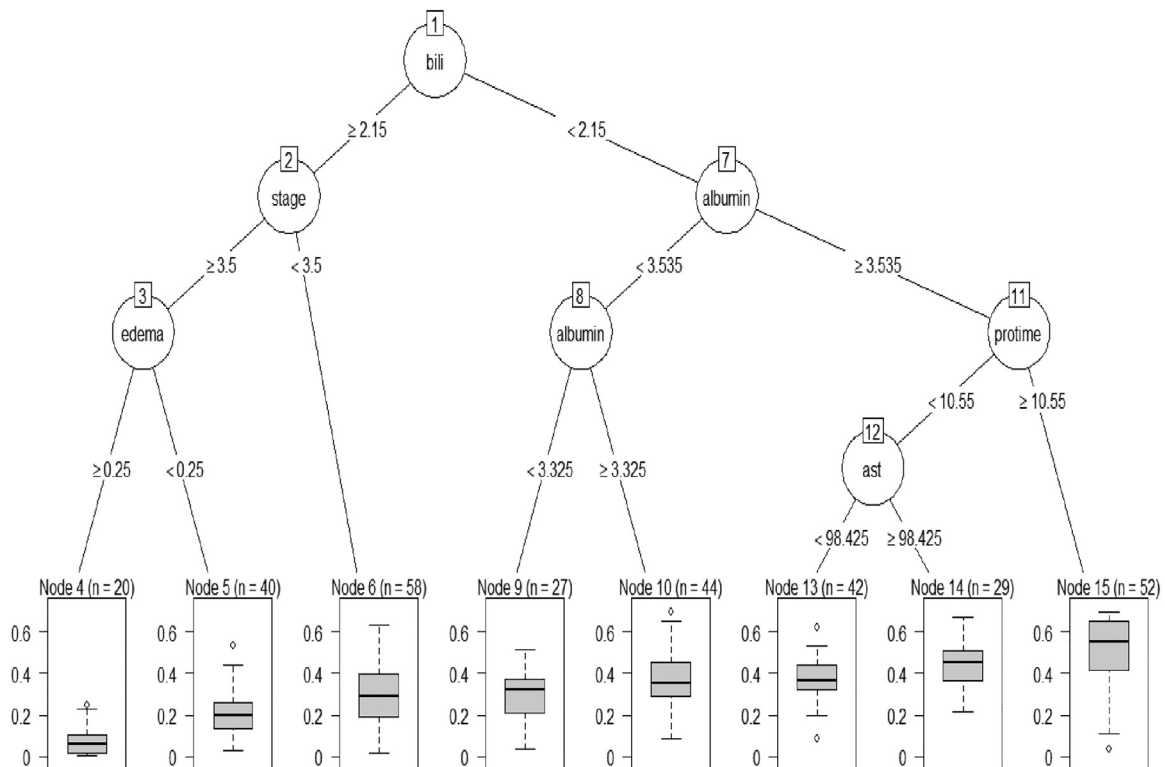 1
bili
≥ 2.15 < 2.15
2 7
stage albumin
≥ 3.5 < 3.5 < 3.535 ≥ 3.535
3 8 11
edema albumin protime
< 10.55 ≥ 10.55
12
≥ 0.25 < 0.25 < 3.325 ≥ 3.325 ast
< 98.425 ≥ 98.425
Node 4 (n = 20) Node 5 (n = 40) Node 6 (n = 58) Node 9 (n = 27) Node 10 (n = 44) Node 13 (n = 42) Node 14 (n = 29) Node 15 (n = 52)
0.6 0.6 0.6 0.6 0.6 0.6 0.6 0.6
0.4 0.4 0.4 0.4 0.4 0.4 0.4 0.4
0.2 0.2 0.2 0.2 0.2 0.2 0.2 0.2
0 0 0 0 0 0 0 0